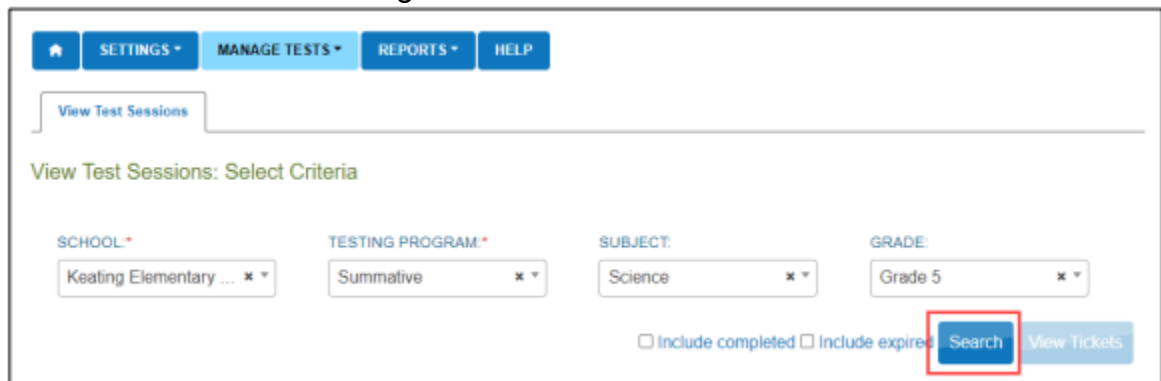 SETTINGS MANAGE TESTS REPORTS HELP
View Test Sessions
View Test Sessions: Select Criteria
SCHOOL:* TESTING PROGRAM:* SUBJECT: GRADE:
Keating Elementary ... Summative Science Grade 5
Include completed Include expired Search View Tickets